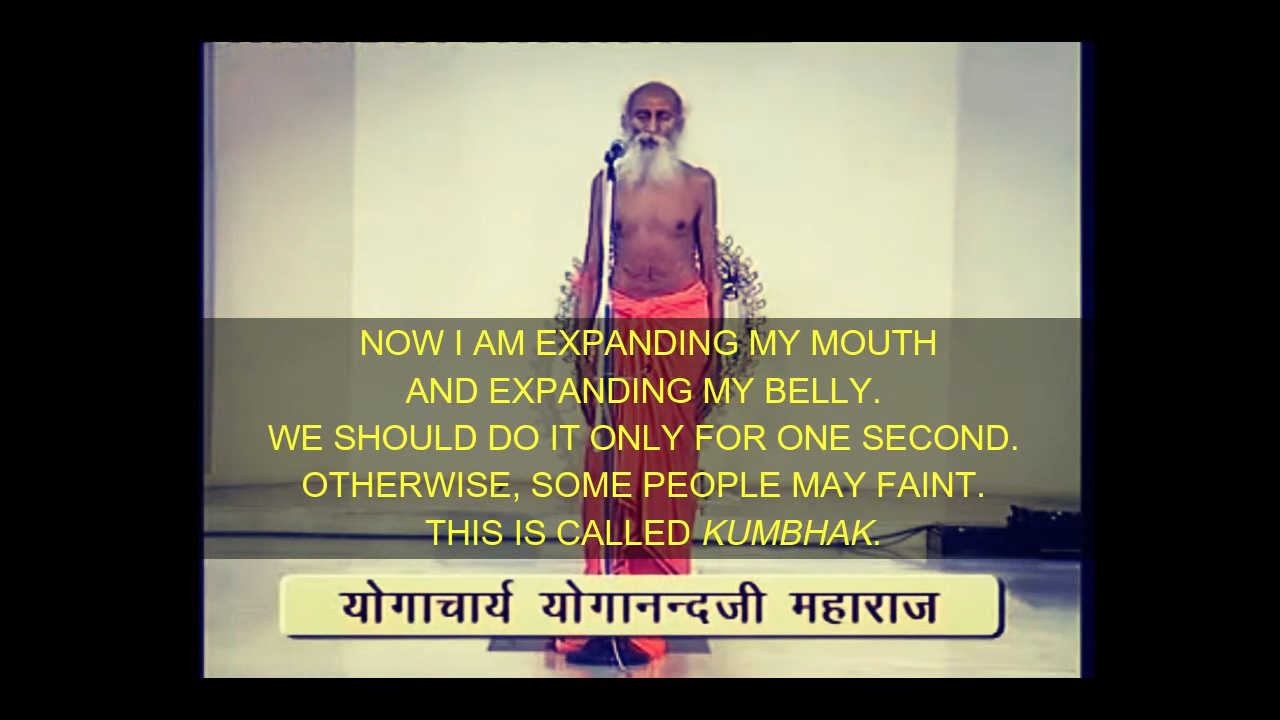 NOW I AM EXPANDING MY MOUTH
AND EXPANDING MY BELLY.
WE SHOULD DO IT ONLY FOR ONE SECOND.
OTHERWISE, SOME PEOPLE MAY FAINT.
THIS IS CALLED KUMBHAK.
योगाचार्य योगानन्दजी महाराज